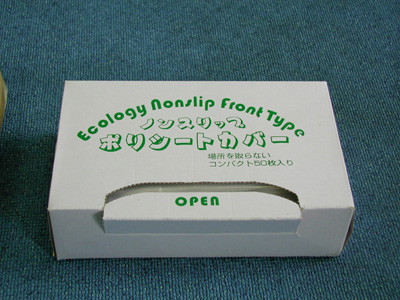 Ecology Nonslip Front Type
ノンスリップ
ポリシートカバー
場所を取らない
コンパクト50枚入り
OPEN